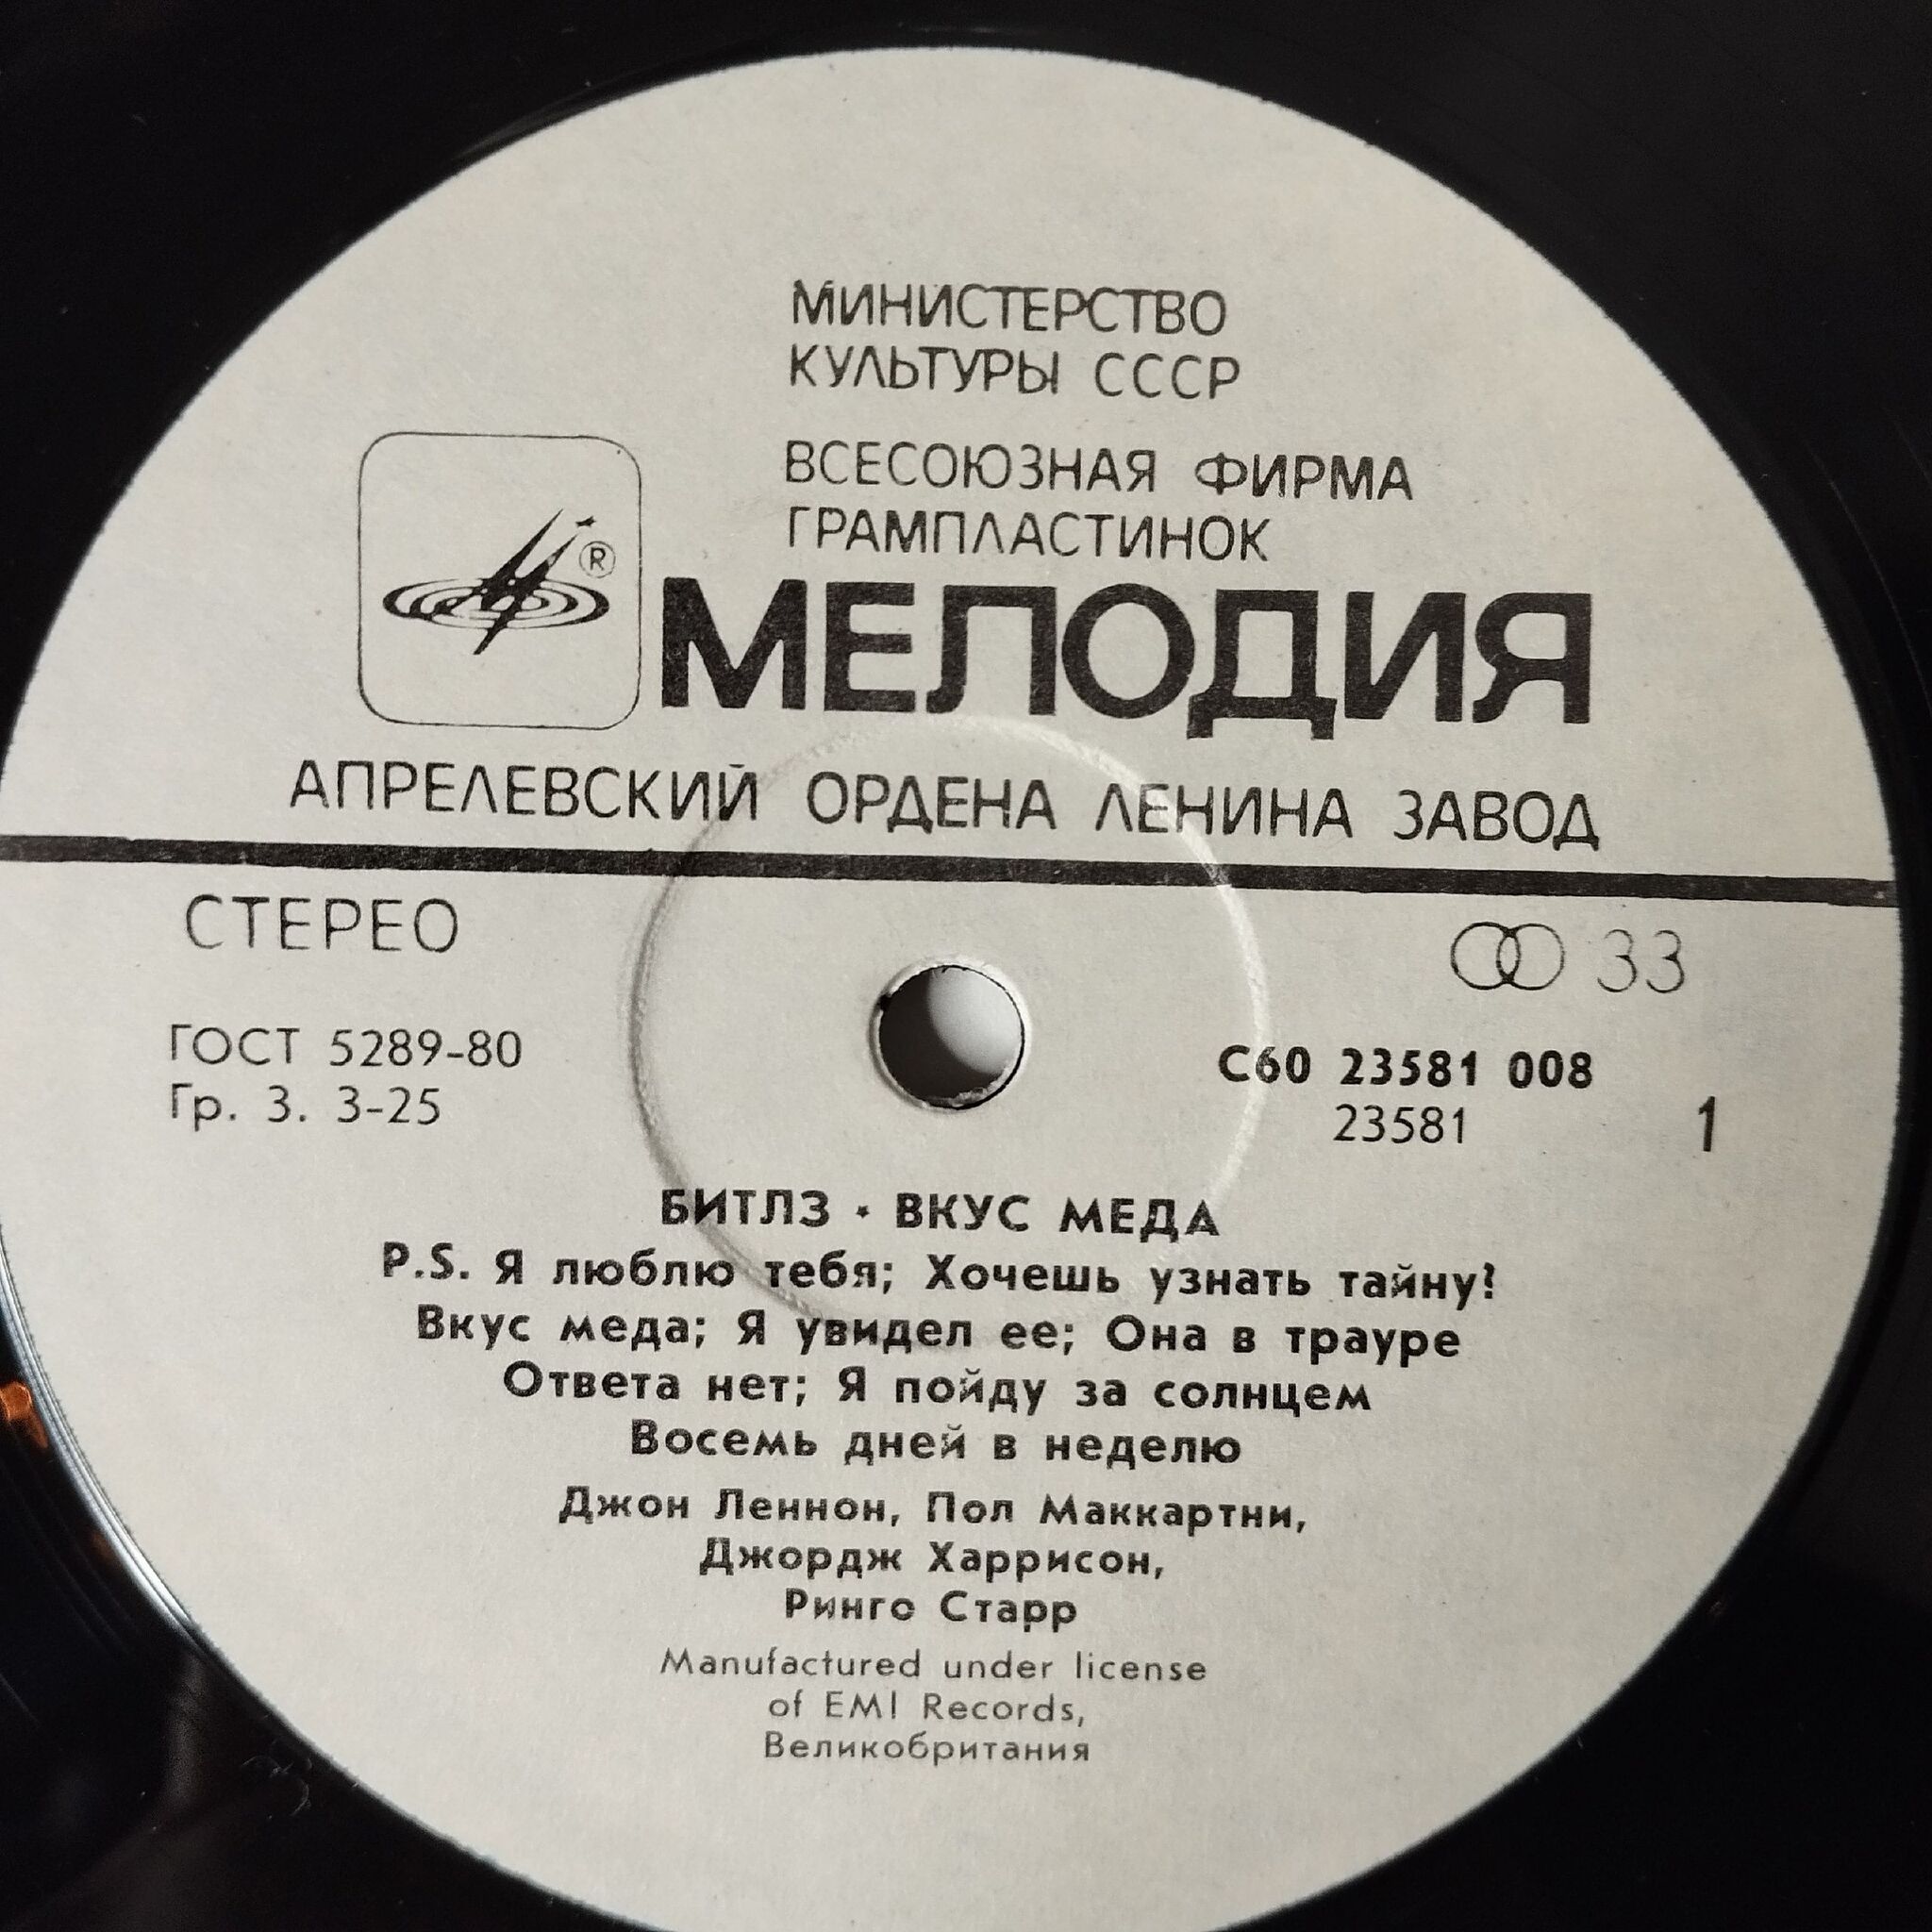 МИНИСТЕРСТВО
КУЛЬТУРЫ СССР
ВСЕСОЮЗНАЯ ФИРМА
ГРАМПЛАСТИНОК
®
МЕЛОДИЯ
АПРЕЛЕВСКИЙ ОРДЕНА ЛЕНИНА ЗАВОД
СТЕРЕО
33
ГОСТ 5289-80
Гр. 3. 3-25
С60 23581 008
23581
1
БИТЛЗ · ВКУС МЕДА
P.S. Я люблю тебя; Хочешь узнать тайну?
Вкус меда; Я увидел ее; Она в трауре
Ответа нет; Я пойду за солнцем
Восемь дней в неделю
Джон Леннон, Пол Маккартни,
Джордж Харрисон,
Ринго Старр
Manufactured under license
of EMI Records,
Великобритания